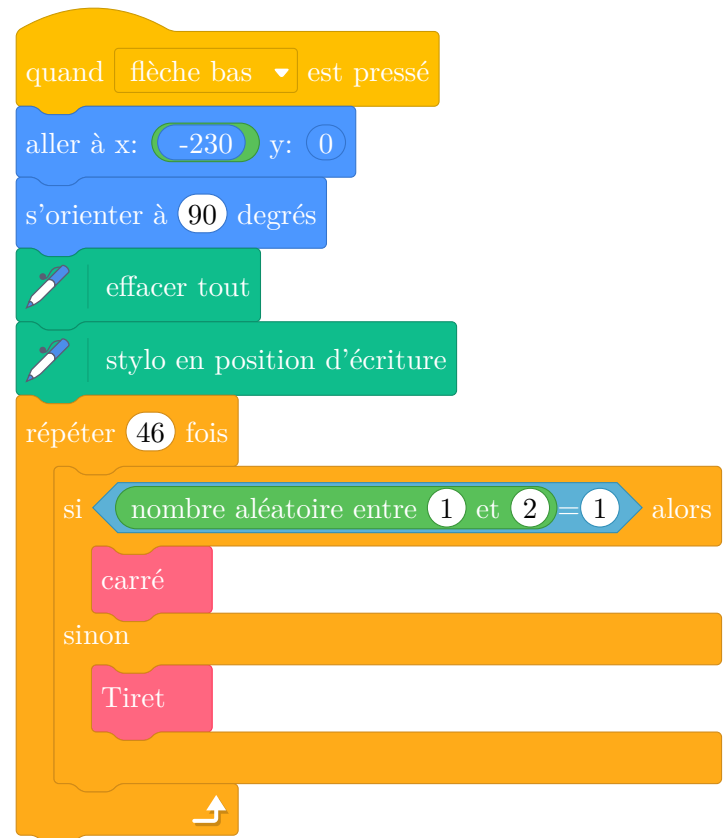 quand flèche bas est pressé
aller à x: -230 y: 0
s'orienter à 90 degrés
effacer tout
stylo en position d'écriture
répéter 46 fois
si nombre aléatoire entre 1 et 2 = 1 alors
carré
sinon
Tiret